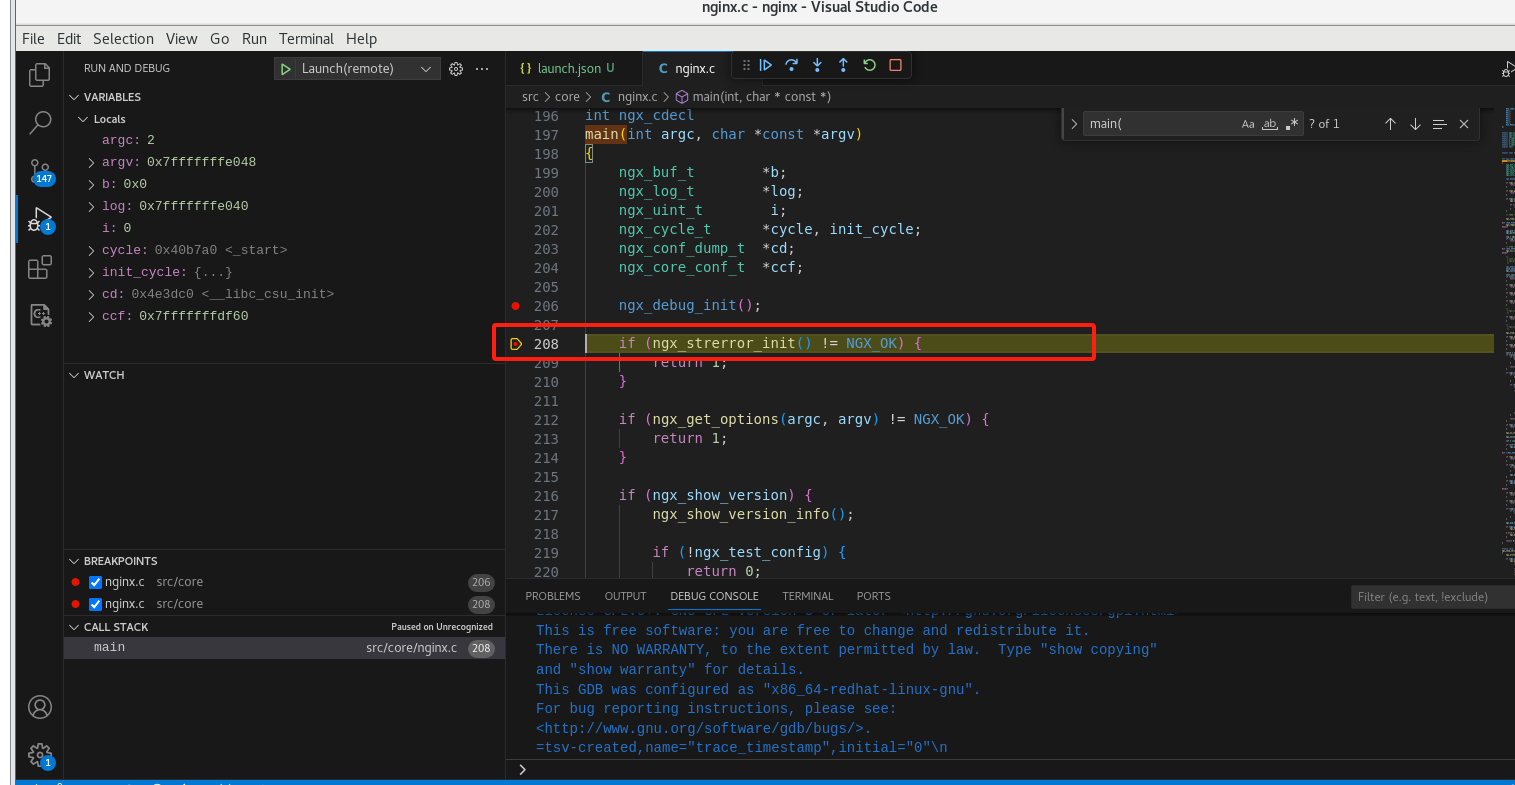 nginx.c - nginx - Visual Studio Code
File Edit Selection View Go Run Terminal Help
RUN AND DEBUG
Launch(remote)
VARIABLES
Locals
argc: 2
argv: 0x7fffffffe048
b: 0x0
log: 0x7fffffffe040
i: 0
cycle: 0x40b7a0 <_start>
init_cycle: {...}
cd: 0x4e3dc0 <__libc_csu_init>
ccf: 0x7fffffffdf60
WATCH
BREAKPOINTS
nginx.c src/core 206
nginx.c src/core 208
CALL STACK Paused on Unrecognized
main src/core/nginx.c 208
147
1
1
{} launch.json U
C nginx.c
src > core > C nginx.c > main(int, char * const *)
main( Aa ab .* ? of 1
196 int ngx_cdecl
197 main(int argc, char *const *argv)
198 {
199 ngx_buf_t *b;
200 ngx_log_t *log;
201 ngx_uint_t i;
202 ngx_cycle_t *cycle, init_cycle;
203 ngx_conf_dump_t *cd;
204 ngx_core_conf_t *ccf;
205
206 ngx_debug_init();
207
208 if (ngx_strerror_init() != NGX_OK) {
209 return 1;
210 }
211
212 if (ngx_get_options(argc, argv) != NGX_OK) {
213 return 1;
214 }
215
216 if (ngx_show_version) {
217 ngx_show_version_info();
218
219 if (!ngx_test_config) {
220 return 0;
PROBLEMS OUTPUT DEBUG CONSOLE TERMINAL PORTS
Filter (e.g. text, !exclude)
This is free software: you are free to change and redistribute it.
There is NO WARRANTY, to the extent permitted by law. Type "show copying"
and "show warranty" for details.
This GDB was configured as "x86_64-redhat-linux-gnu".
For bug reporting instructions, please see:
<http://www.gnu.org/software/gdb/bugs/>.
=tsv-created,name="trace_timestamp",initial="0"\n
>